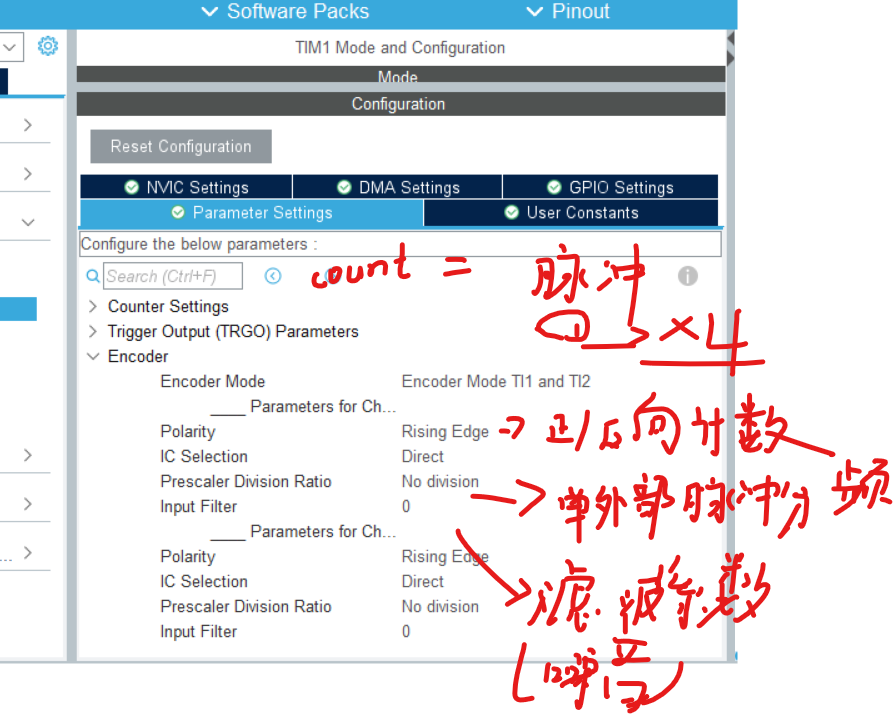 Software Packs Pinout
TIM1 Mode and Configuration
Mode
Configuration
Reset Configuration
NVIC Settings DMA Settings GPIO Settings
Parameter Settings User Constants
Configure the below parameters :
Search (Ctrl+F)
count = 脉冲
① ×4
Counter Settings
Trigger Output (TRGO) Parameters
Encoder
Encoder Mode Encoder Mode TI1 and TI2
____ Parameters for Ch...
Polarity Rising Edge → 正/反向计数
IC Selection Direct
Prescaler Division Ratio No division → 单外部脉冲分频
Input Filter 0
____ Parameters for Ch...
Polarity Rising Edge
IC Selection Direct
Prescaler Division Ratio No division → 滤波系数
Input Filter 0
(噪音)